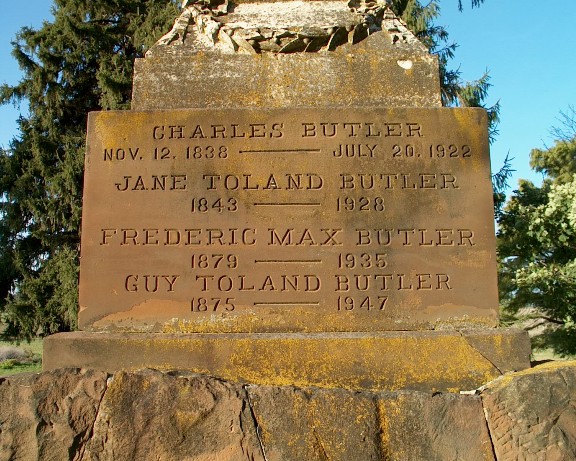 CHARLES BUTLER
NOV. 12. 1838 —— JULY 20. 1922
JANE TOLAND BUTLER
1843 —— 1928
FREDERIC MAX BUTLER
1879 —— 1935
GUY TOLAND BUTLER
1875 —— 1947